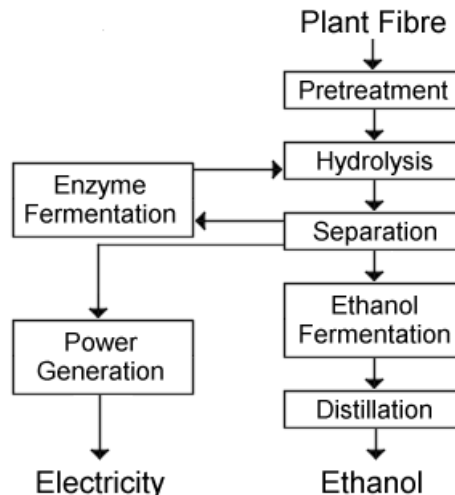 Plant Fibre
Pretreatment
Hydrolysis
Enzyme
Fermentation
Separation
Ethanol
Fermentation
Power
Generation
Distillation
Electricity
Ethanol